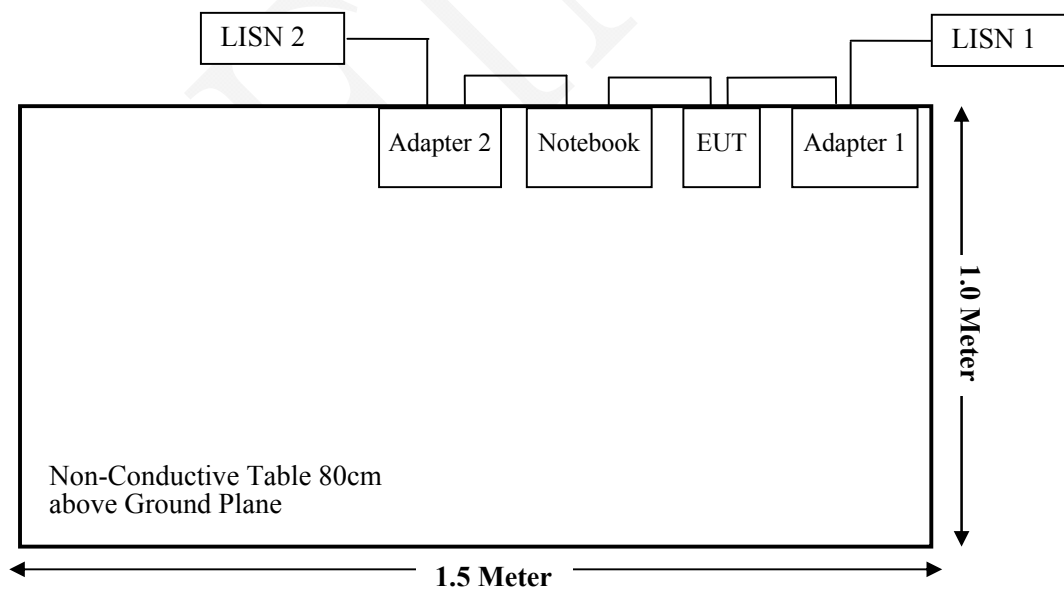 LISN 2
LISN 1
Adapter 2
Notebook
EUT
Adapter 1
1.0 Meter
Non-Conductive Table 80cm
above Ground Plane
1.5 Meter